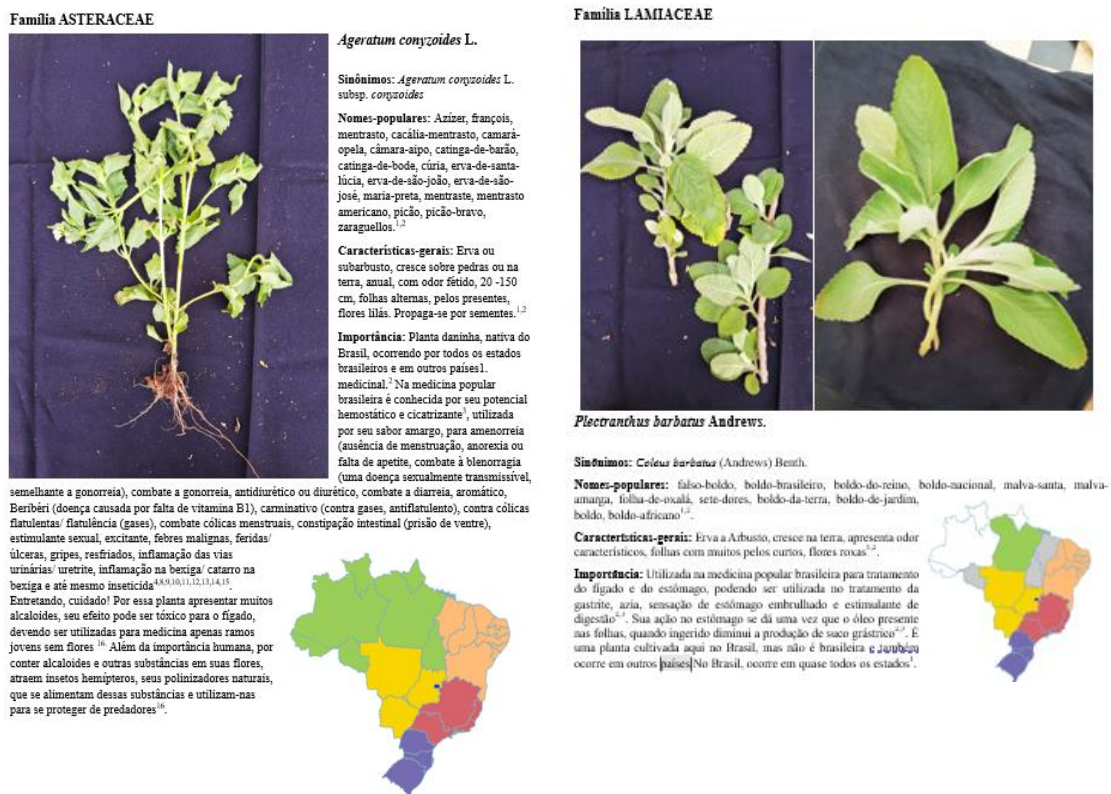 Família ASTERACEAE
Ageratum conyzoides L.
Sinônimos: Ageratum conyzoides L.
subsp. conyzoides
Nomes-populares: Azízer, françois,
mentrasto, cacália-mentrasto, camará-
opela, câmara-aipo, catinga-de-barão,
catinga-de-bode, cúria, erva-de-santa-
lúcia, erva-de-são-joão, erva-de-são-
josé, maria-preta, mentraste, mentrasto
americano, picão, picão-bravo,
zaraguellos.1,2
Características-gerais: Erva ou
subarbusto, cresce sobre pedras ou na
terra, anual, com odor fétido, 20 -150
cm, folhas alternas, pelos presentes,
flores lilás. Propaga-se por sementes.1,2
Importância: Planta daninha, nativa do
Brasil, ocorrendo por todos os estados
brasileiros e em outros países1.
medicinal.2 Na medicina popular
brasileira é conhecida por seu potencial
hemostático e cicatrizante3, utilizada
por seu sabor amargo, para amenorreia
(ausência de menstruação, anorexia ou
falta de apetite, combate à blenorragia
(uma doença sexualmente transmissível,
semelhante a gonorreia), combate a gonorreia, antidiurético ou diurético, combate a diarreia, aromático,
Beribéri (doença causada por falta de vitamina B1), carminativo (contra gases, antiflatulento), contra cólicas
flatulentas/ flatulência (gases), combate cólicas menstruais, constipação intestinal (prisão de ventre),
estimulante sexual, excitante, febres malignas, feridas/
úlceras, gripes, resfriados, inflamação das vias
urinárias/ uretrite, inflamação na bexiga/ catarro na
bexiga e até mesmo inseticida4,8,9,10,11,12,13,14,15.
Entretando, cuidado! Por essa planta apresentar muitos
alcaloides, seu efeito pode ser tóxico para o fígado,
devendo ser utilizadas para medicina apenas ramos
jovens sem flores 16. Além da importância humana, por
conter alcaloides e outras substâncias em suas flores,
atraem insetos hemípteros, seus polinizadores naturais,
que se alimentam dessas substâncias e utilizam-nas
para se proteger de predadores16.
Família LAMIACEAE
Plectranthus barbatus Andrews.
Sinônimos: Coleus barbatus (Andrews) Benth.
Nomes-populares: falso-boldo, boldo-brasileiro, boldo-do-reino, boldo-nacional, malva-santa, malva-
amarga, folha-de-oxalá, sete-dores, boldo-da-terra, boldo-de-jardim,
boldo, boldo-africano1,2.
Características-gerais: Erva a Arbusto, cresce na terra, apresenta odor
característicos, folhas com muitos pelos curtos, flores roxas1,2.
Importância: Utilizada na medicina popular brasileira para tratamento
do fígado e do estômago, podendo ser utilizada no tratamento da
gastrite, azia, sensação de estômago embrulhado e estimulante de
digestão2,3. Sua ação no estômago se dá uma vez que o óleo presente
nas folhas, quando ingerido diminui a produção de suco grástrico2,3. É
uma planta cultivada aqui no Brasil, mas não é brasileira e também
ocorre em outros países No Brasil, ocorre em quase todos os estados1.